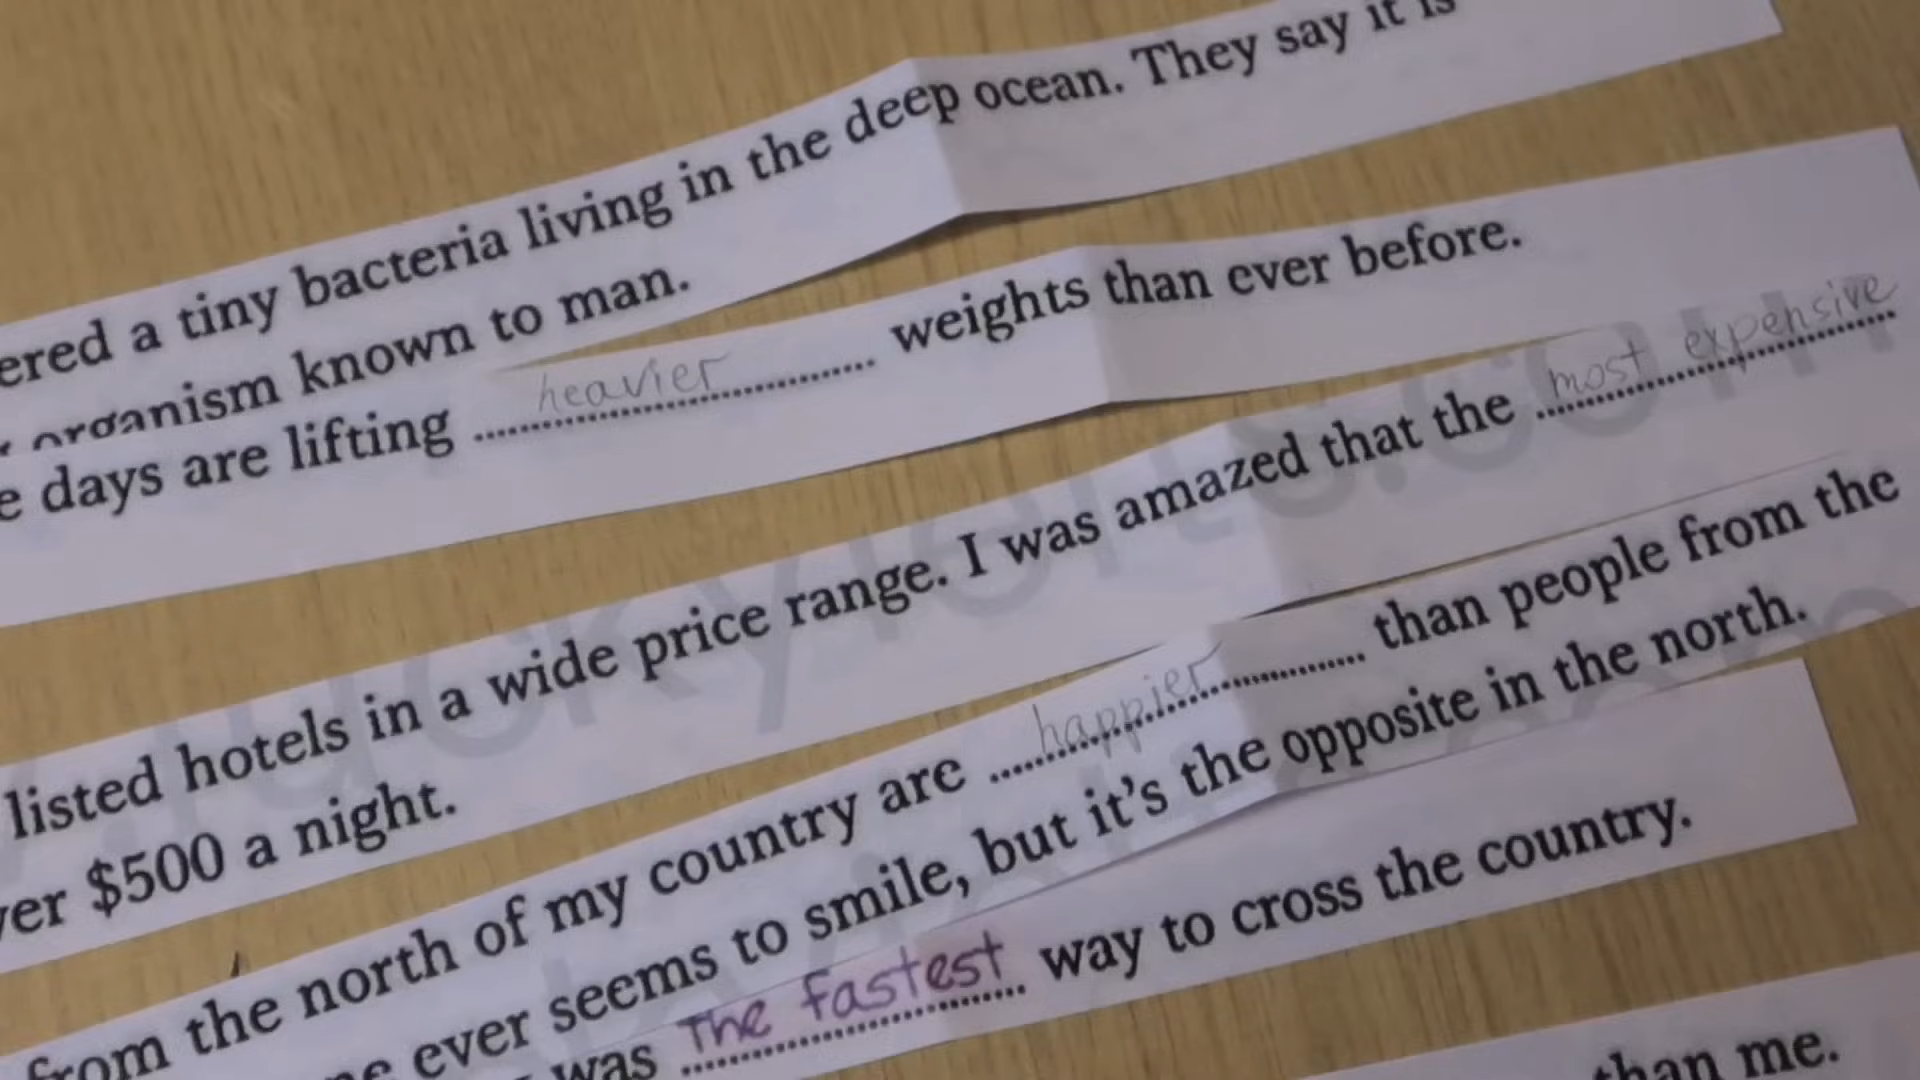 ered a tiny bacteria living in the deep ocean. They say it is
organism known to man.
e days are lifting heavier weights than ever before.
listed hotels in a wide price range. I was amazed that the most expensive
ver $500 a night.
from the north of my country are happier than people from the
ne ever seems to smile, but it's the opposite in the north.
was The fastest way to cross the country.
than me.